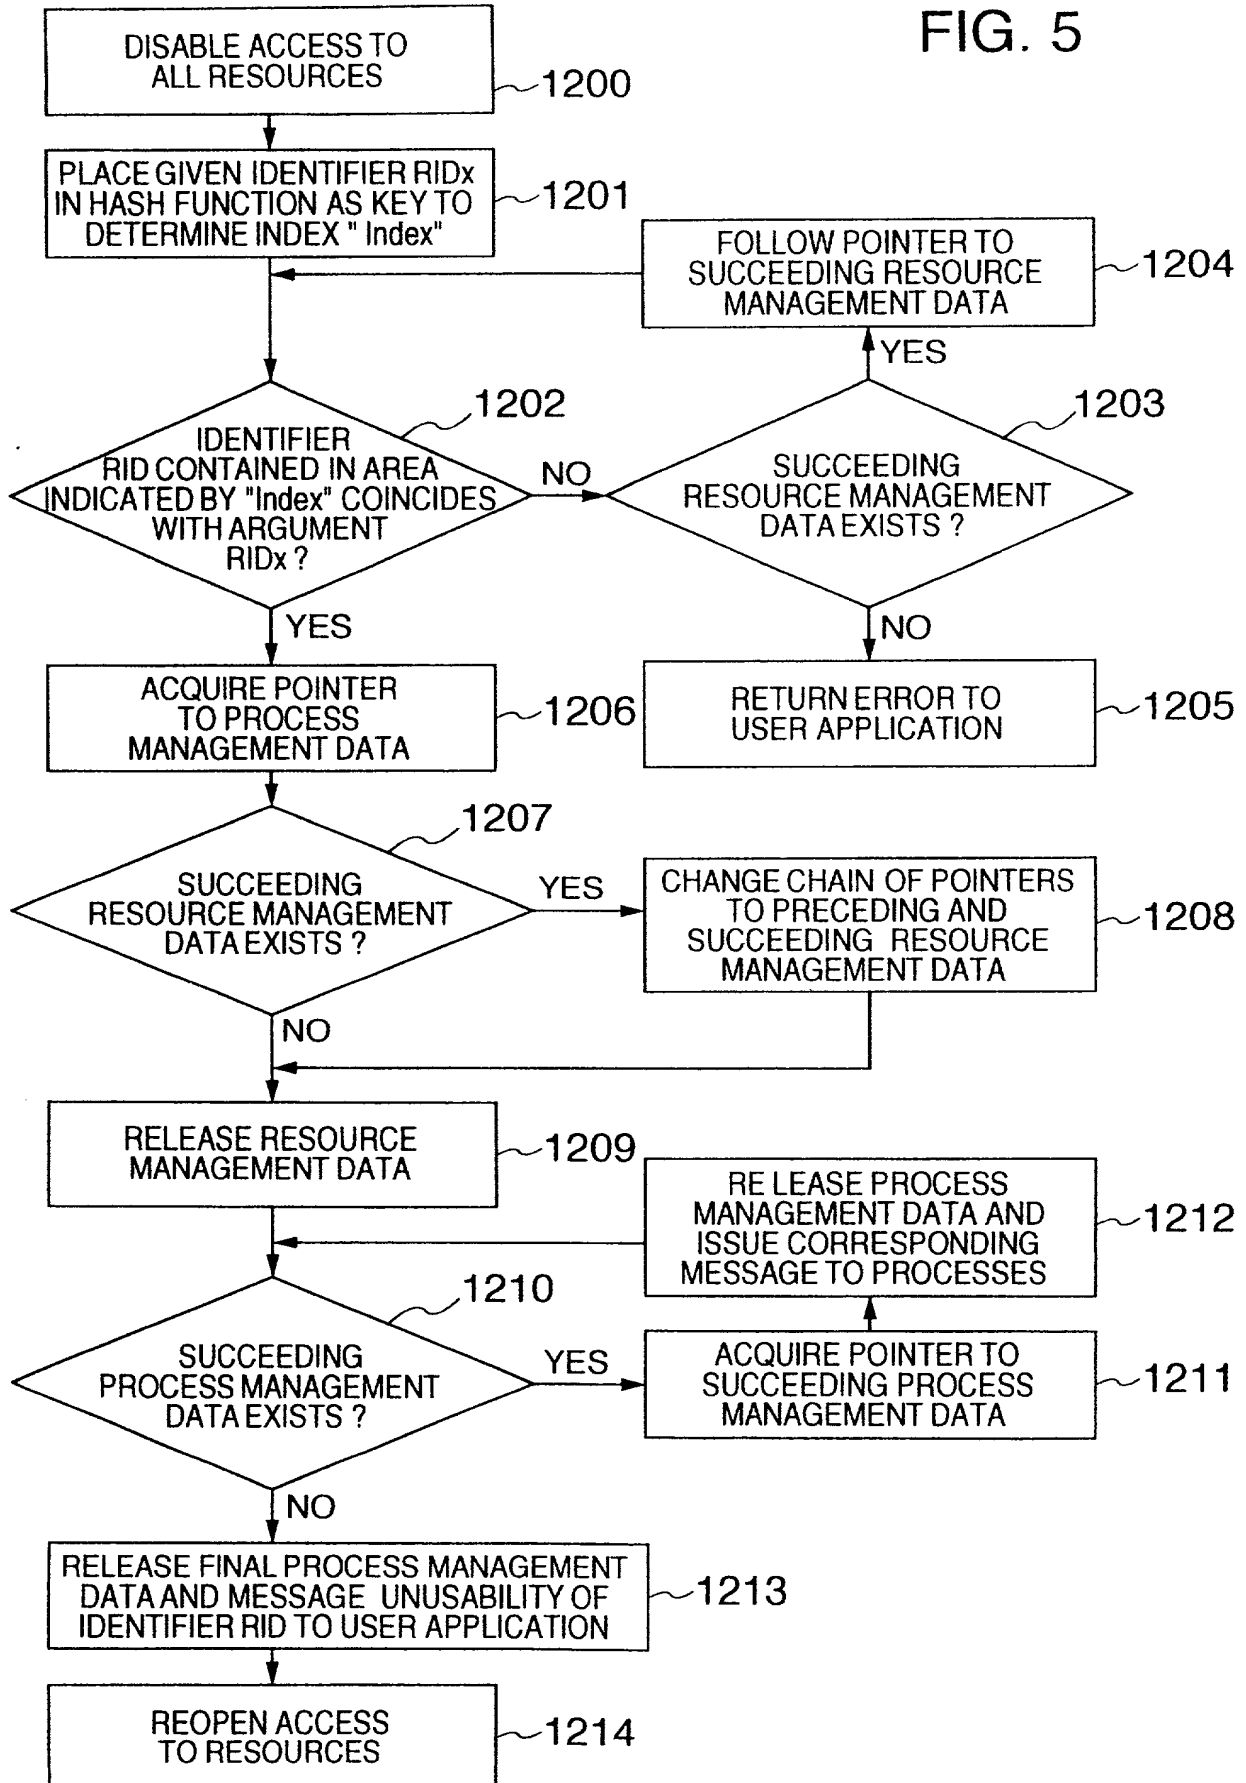 FIG. 5
DISABLE ACCESS TO
ALL RESOURCES
1200
PLACE GIVEN IDENTIFIER RIDx
IN HASH FUNCTION AS KEY TO
DETERMINE INDEX " Index"
1201
FOLLOW POINTER TO
SUCCEEDING RESOURCE
MANAGEMENT DATA
1204
YES
1202
IDENTIFIER
RID CONTAINED IN AREA
INDICATED BY "Index" COINCIDES
WITH ARGUMENT
RIDx ?
NO
1203
SUCCEEDING
RESOURCE MANAGEMENT
DATA EXISTS ?
YES
NO
ACQUIRE POINTER
TO PROCESS
MANAGEMENT DATA
1206
RETURN ERROR TO
USER APPLICATION
1205
1207
SUCCEEDING
RESOURCE MANAGEMENT
DATA EXISTS ?
YES
CHANGE CHAIN OF POINTERS
TO PRECEDING AND
SUCCEEDING RESOURCE
MANAGEMENT DATA
1208
NO
RELEASE RESOURCE
MANAGEMENT DATA
1209
RE LEASE PROCESS
MANAGEMENT DATA AND
ISSUE CORRESPONDING
MESSAGE TO PROCESSES
1212
1210
SUCCEEDING
PROCESS MANAGEMENT
DATA EXISTS ?
YES
ACQUIRE POINTER TO
SUCCEEDING PROCESS
MANAGEMENT DATA
1211
NO
RELEASE FINAL PROCESS MANAGEMENT
DATA AND MESSAGE UNUSABILITY OF
IDENTIFIER RID TO USER APPLICATION
1213
REOPEN ACCESS
TO RESOURCES
1214